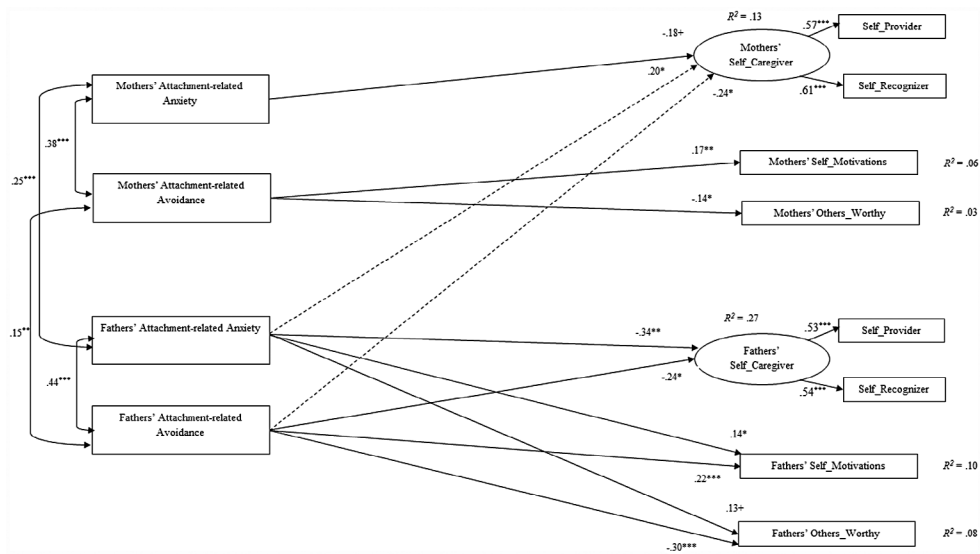 R² = .13
-.18+
.57***
Self_Provider
Mothers'
Self_Caregiver
.20*
-.24*
.61***
Self_Recognizer
Mothers' Attachment-related
Anxiety
.38***
.25***
.17**
Mothers' Self_Motivations
R² = .06
Mothers' Attachment-related
Avoidance
-.14*
Mothers' Others_Worthy
R² = .03
Fathers' Attachment-related Anxiety
.15**
.44***
R² = .27
-.34**
.53***
Self_Provider
Fathers'
Self_Caregiver
-.24*
.54***
Self_Recognizer
Fathers' Attachment-related
Avoidance
.14*
Fathers' Self_Motivations
R² = .10
.22***
.13+
Fathers' Others_Worthy
R² = .08
-.30***